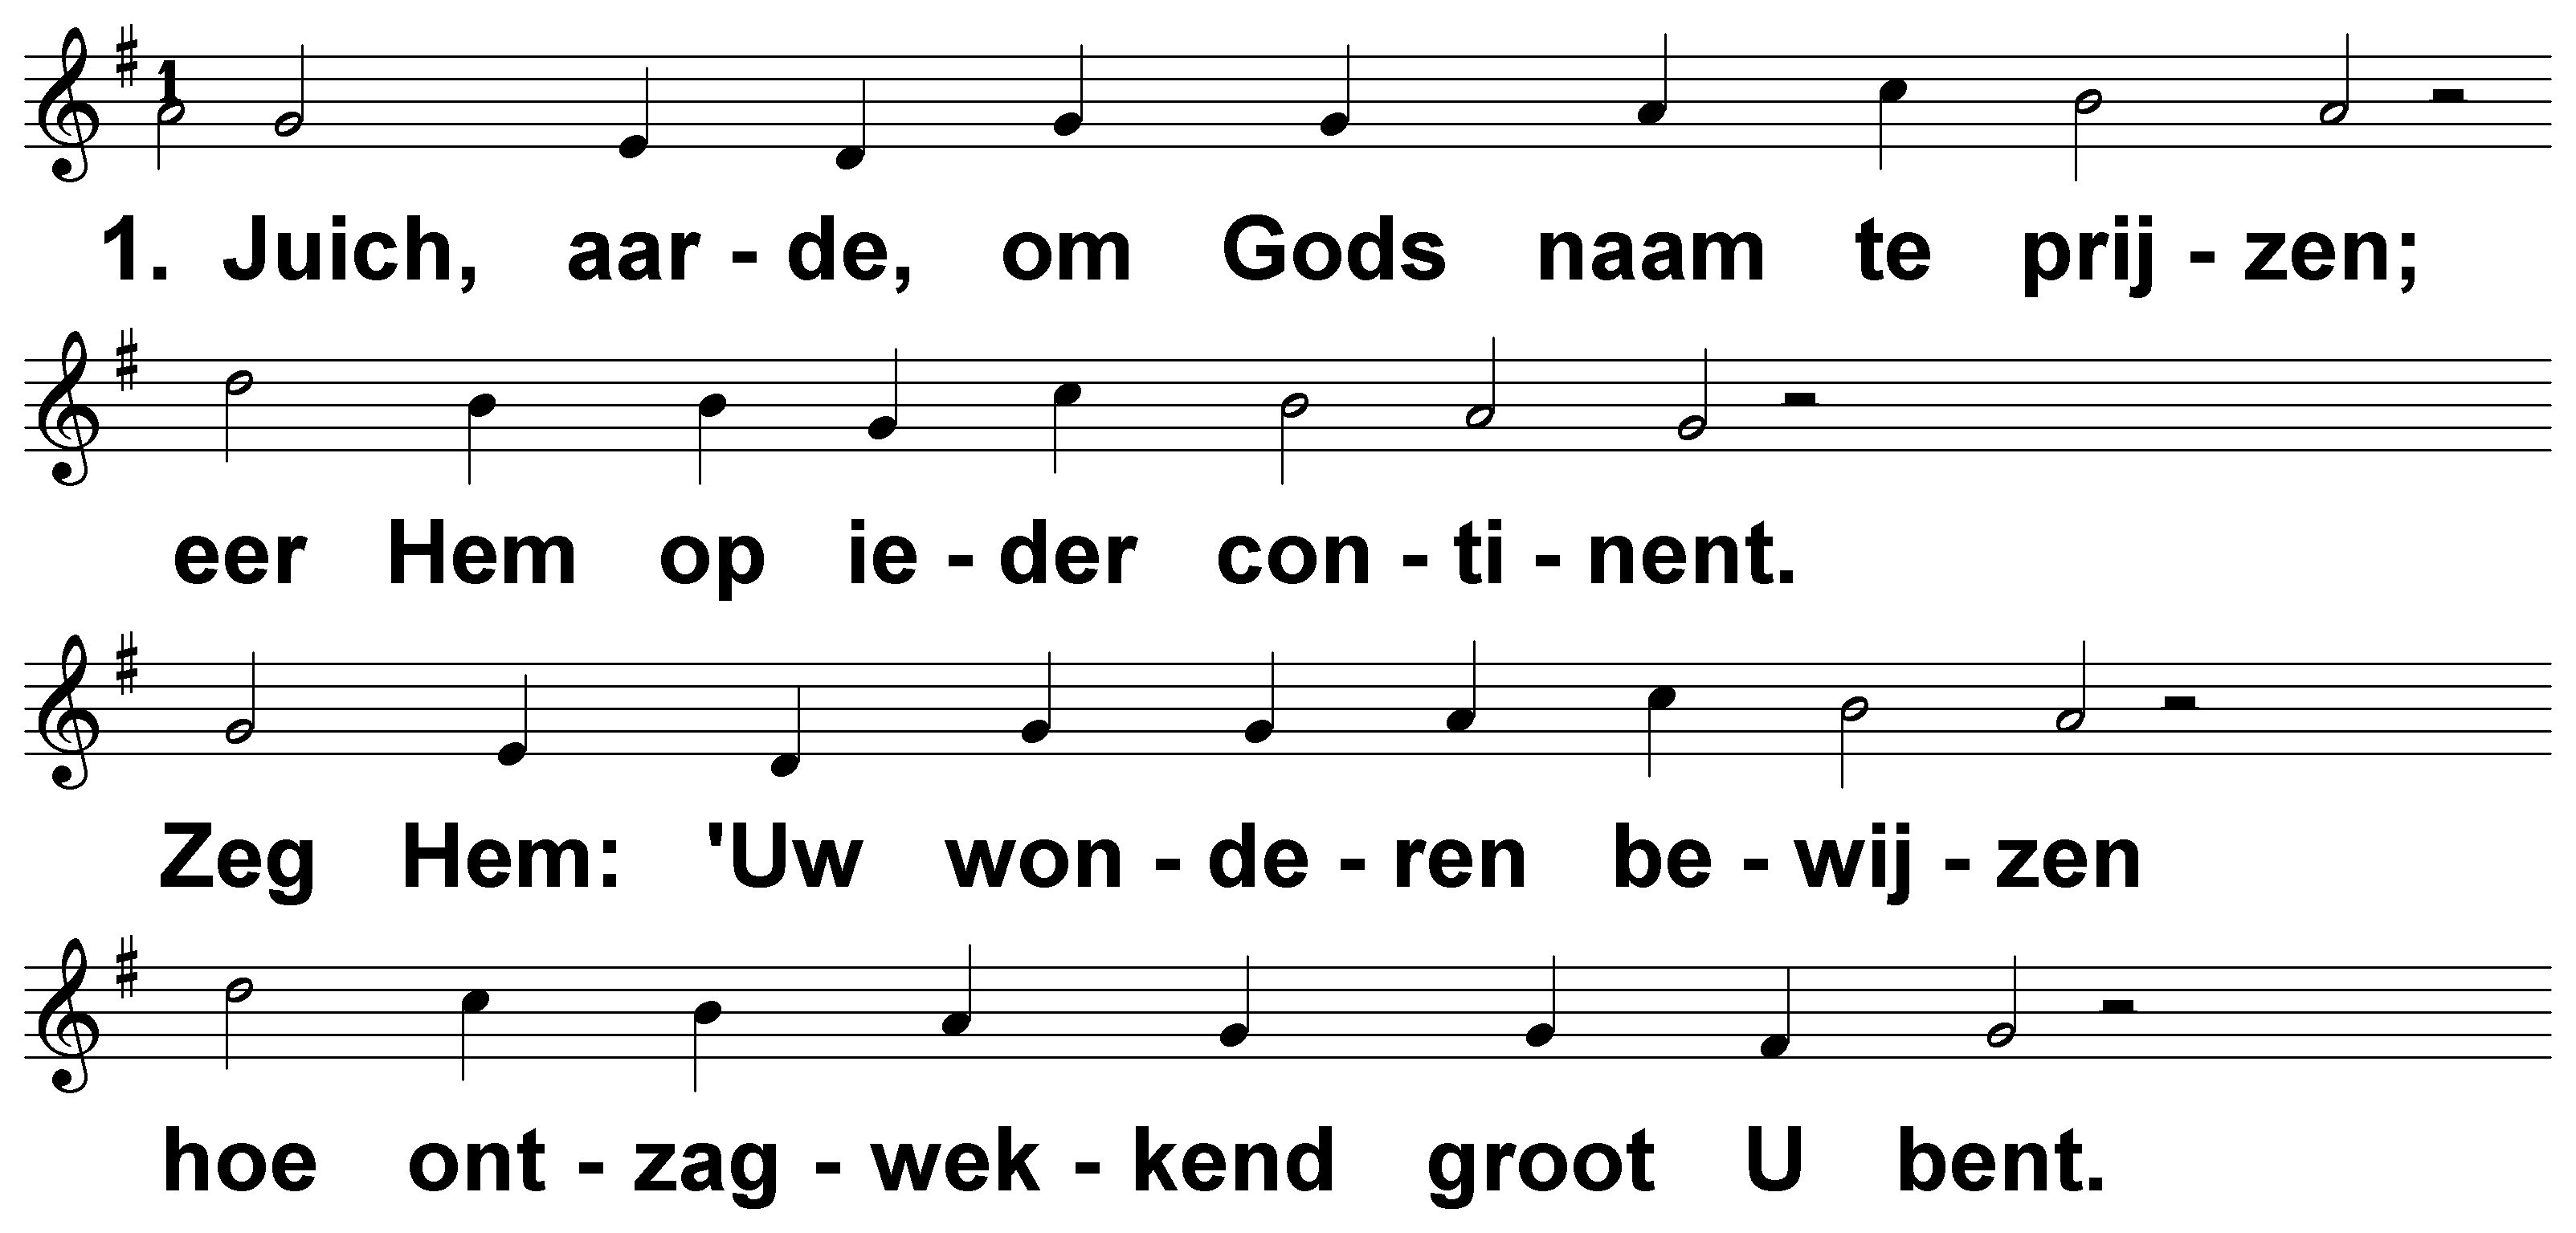 1. Juich, aar - de, om Gods naam te prij - zen;
eer Hem op ie - der con - ti - nent.
Zeg Hem: 'Uw won - de - ren be - wij - zen
hoe ont - zag - wek - kend groot U bent.